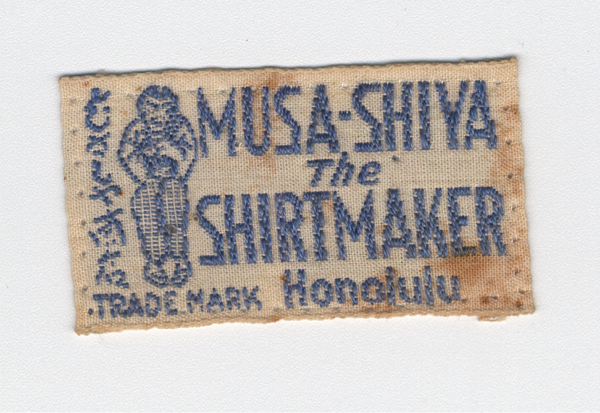 MUSA-SHIYA
The
SHIRTMAKER
.TRADE MARK Honolulu